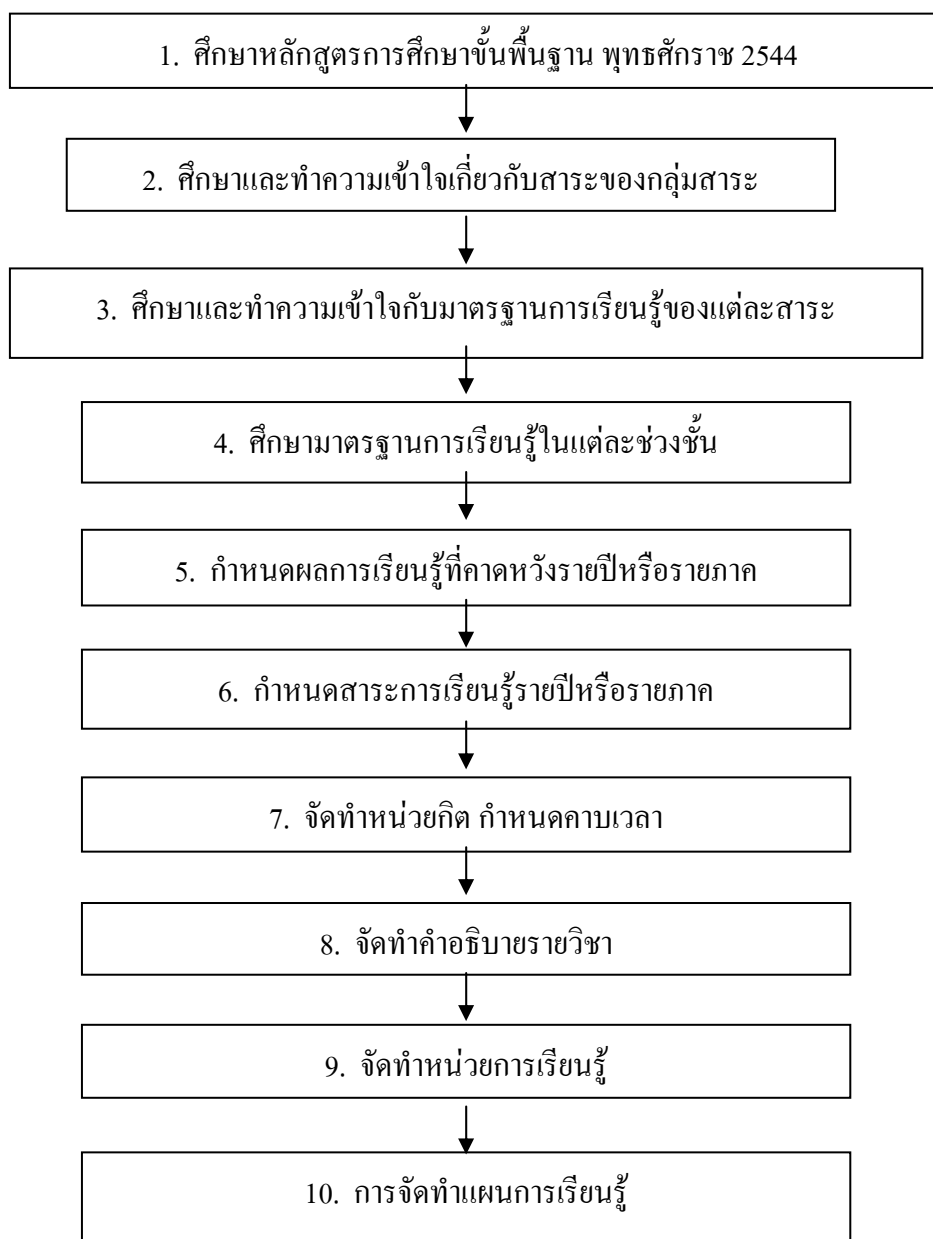 1. ศึกษาหลักสูตรการศึกษาขั้นพื้นฐาน พุทธศักราช 2544
2. ศึกษาและทำความเข้าใจเกี่ยวกับสาระของกลุ่มสาระ
3. ศึกษาและทำความเข้าใจกับมาตรฐานการเรียนรู้ของแต่ละสาระ
4. ศึกษามาตรฐานการเรียนรู้ในแต่ละช่วงชั้น
5. กำหนดผลการเรียนรู้ที่คาดหวังรายปีหรือรายภาค
6. กำหนดสาระการเรียนรู้รายปีหรือรายภาค
7. จัดทำหน่วยกิต กำหนดคาบเวลา
8. จัดทำคำอธิบายรายวิชา
9. จัดทำหน่วยการเรียนรู้
10. การจัดทำแผนการเรียนรู้